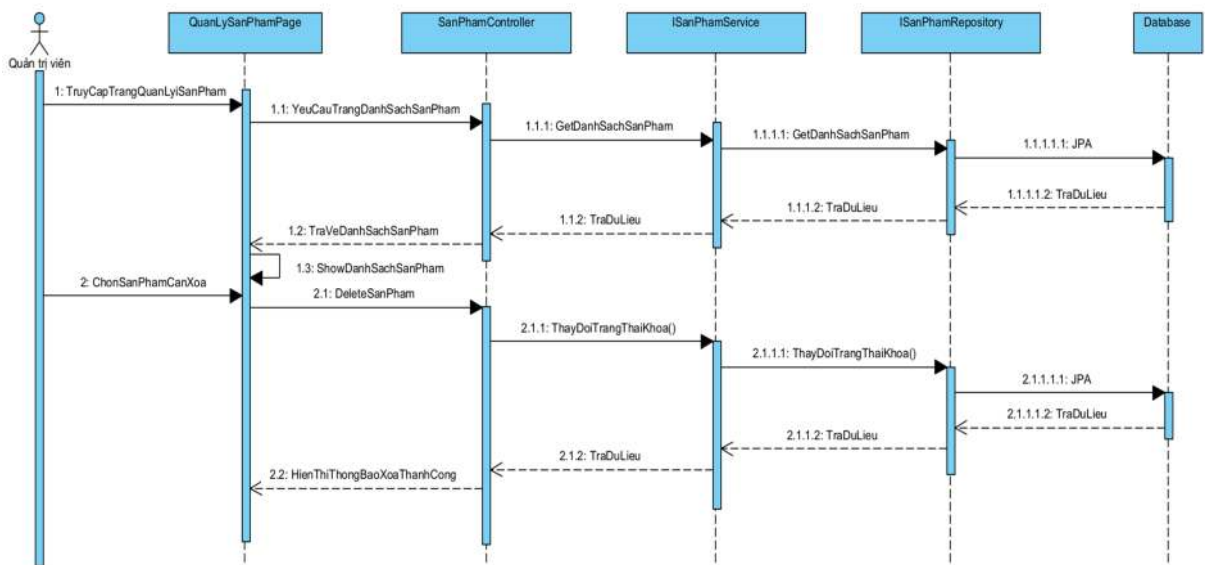 QuanLySanPhamPage
SanPhamController
ISanPhamService
ISanPhamRepository
Database
Quản trị viên
1: TruyCapTrangQuanLyiSanPham
1.1: YeuCauTrangDanhSachSanPham
1.1.1: GetDanhSachSanPham
1.1.1.1: GetDanhSachSanPham
1.1.1.1.1: JPA
1.1.1.1.2: TraDuLieu
1.1.1.2: TraDuLieu
1.1.2: TraDuLieu
1.2: TraVeDanhSachSanPham
1.3: ShowDanhSachSanPham
2: ChonSanPhamCanXoa
2.1: DeleteSanPham
2.1.1: ThayDoiTrangThaiKhoa()
2.1.1.1: ThayDoiTrangThaiKhoa()
2.1.1.1.1: JPA
2.1.1.1.2: TraDuLieu
2.1.1.2: TraDuLieu
2.1.2: TraDuLieu
2.2: HienThiThongBaoXoaThanhCong